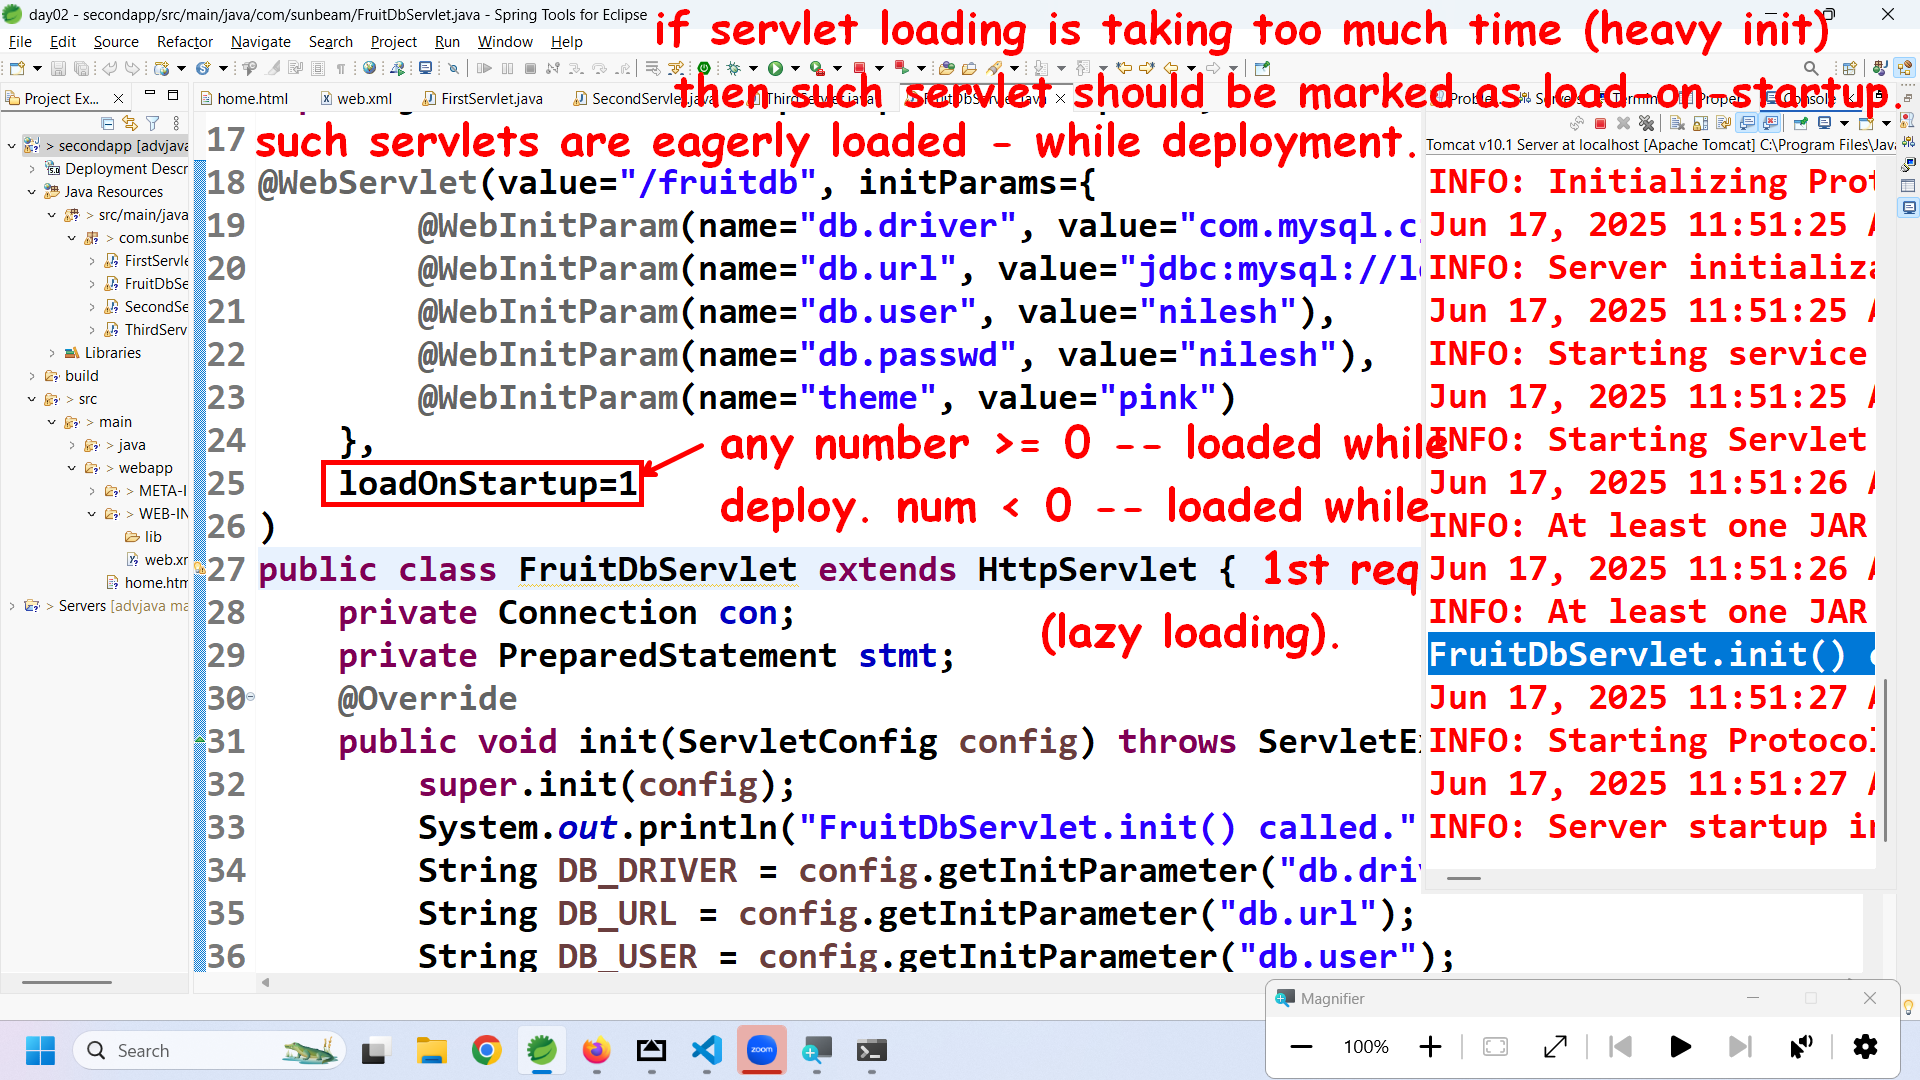 day02 - secondapp/src/main/java/com/sunbeam/FruitDbServlet.java - Spring Tools for Eclipse
if servlet loading is taking too much time (heavy init)
then such servlet should be marked as load-on-startup.
such servlets are eagerly loaded - while deployment.
File Edit Source Refactor Navigate Search Project Run Window Help
Project Ex...
home.html
web.xml
FirstServlet.java
SecondServlet.java
> secondapp [advjava
Deployment Descr
Java Resources
> src/main/java
> com.sunbe
FirstServle
FruitDbSe
SecondSe
ThirdServ
Libraries
build
> src
> main
> java
> webapp
> META-I
> WEB-IN
lib
web.xr
home.htm
> Servers [advjava ma
17
18 @WebServlet(value="/fruitdb", initParams={
19 @WebInitParam(name="db.driver", value="com.mysql.c
20 @WebInitParam(name="db.url", value="jdbc:mysql://l
21 @WebInitParam(name="db.user", value="nilesh"),
22 @WebInitParam(name="db.passwd", value="nilesh"),
23 @WebInitParam(name="theme", value="pink")
24 },
25 loadOnStartup=1
26 )
27 public class FruitDbServlet extends HttpServlet {
28 private Connection con;
29 private PreparedStatement stmt;
30 @Override
31 public void init(ServletConfig config) throws ServletEx
32 super.init(config);
33 System.out.println("FruitDbServlet.init() called."
34 String DB_DRIVER = config.getInitParameter("db.driv
35 String DB_URL = config.getInitParameter("db.url");
36 String DB_USER = config.getInitParameter("db.user");
any number >= 0 -- loaded while
deploy. num < 0 -- loaded while
1st req
(lazy loading).
Tomcat v10.1 Server at localhost [Apache Tomcat] C:\Program Files\Java
INFO: Initializing Prot
Jun 17, 2025 11:51:25 A
INFO: Server initializa
Jun 17, 2025 11:51:25 A
INFO: Starting service
Jun 17, 2025 11:51:25 A
INFO: Starting Servlet
Jun 17, 2025 11:51:26 A
INFO: At least one JAR
Jun 17, 2025 11:51:26 A
INFO: At least one JAR
FruitDbServlet.init() c
Jun 17, 2025 11:51:27 A
INFO: Starting Protocol
Jun 17, 2025 11:51:27 A
INFO: Server startup in
Magnifier
100%
Search
zoom